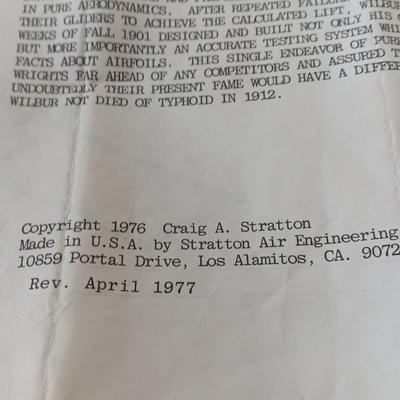 IN PURE AERODYNAMICS. AFTER REPEATED FAILURE, WILBUR
THEIR GLIDERS TO ACHIEVE THE CALCULATED LIFT,
WEEKS OF FALL 1901 DESIGNED AND BUILT NOT ONLY HIS
BUT MORE IMPORTANTLY AN ACCURATE TESTING SYSTEM WHI
FACTS ABOUT AIRFOILS. THIS SINGLE ENDEAVOR OF PURE
WRIGHTS FAR AHEAD OF ANY COMPETITORS AND ASSURED T
UNDOUBTEDLY THEIR PRESENT FAME WOULD HAVE A DIFFE
WILBUR NOT DIED OF TYPHOID IN 1912.
Copyright 1976 Craig A. Stratton
Made in U.S.A. by Stratton Air Engineering
10859 Portal Drive, Los Alamitos, CA. 9072
Rev. April 1977